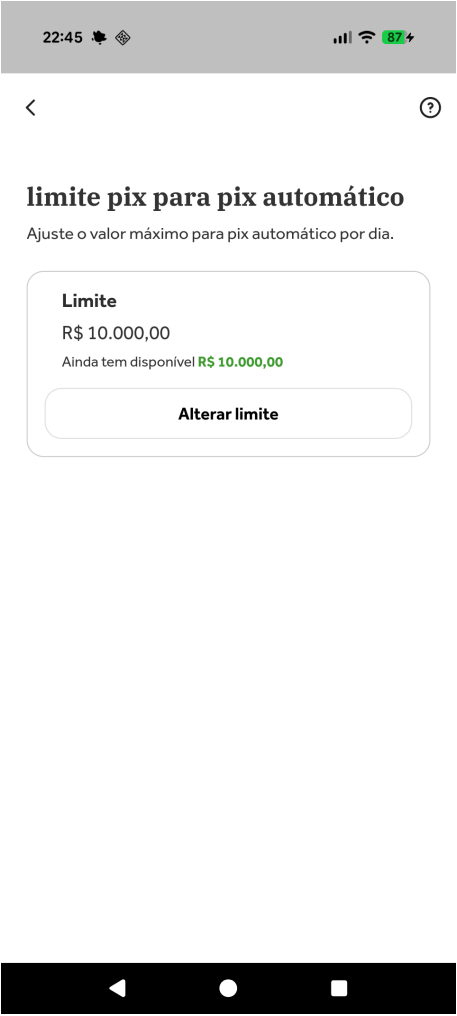 22:45
87
limite pix para pix automático
Ajuste o valor máximo para pix automático por dia.
Limite
R$ 10.000,00
Ainda tem disponível R$ 10.000,00
Alterar limite